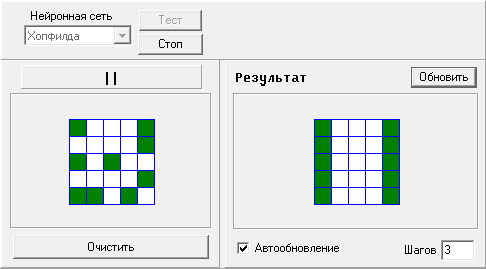 Нейронная сеть
Хопфилда
Тест
Стоп
||
Очистить
Результат
Обновить
Автообновление
Шагов 3